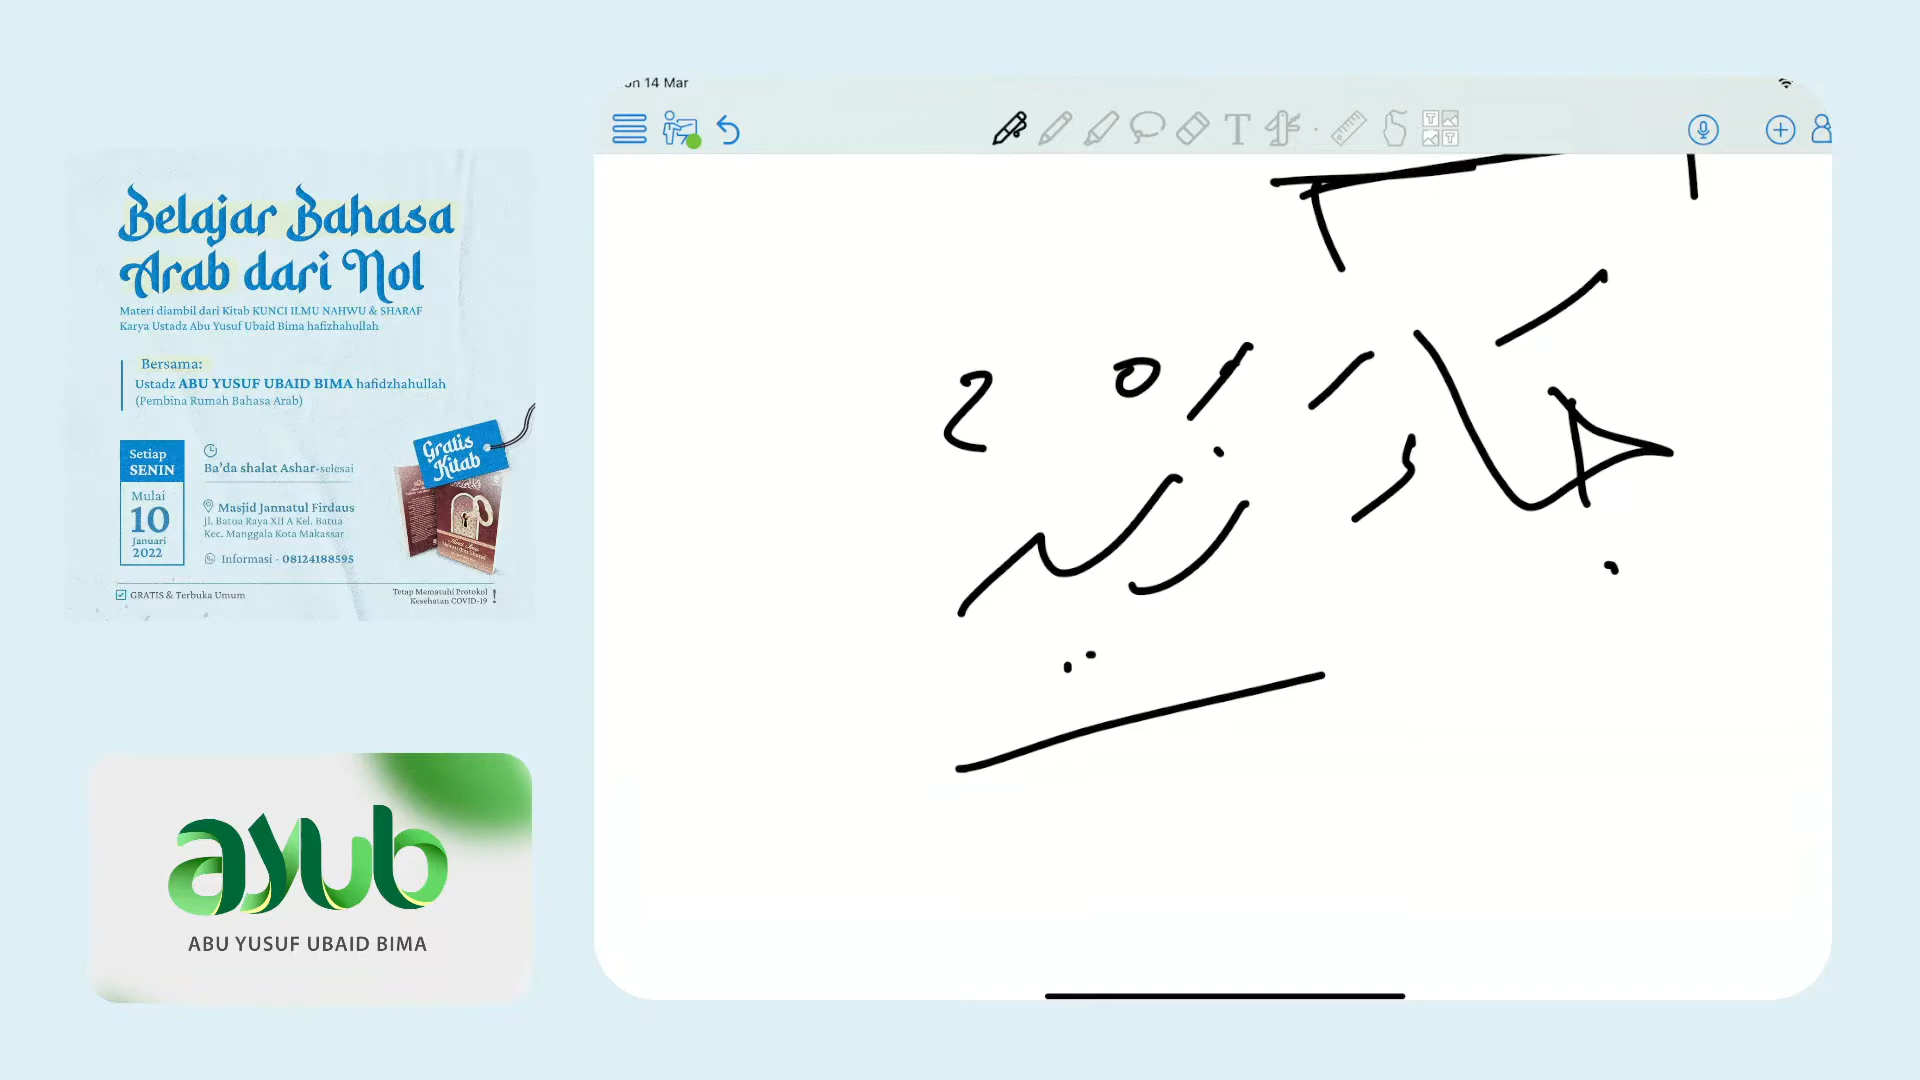 un 14 Mar
Belajar Bahasa
Arab dari Nol
Materi diambil dari Kitab KUNCI ILMU NAHWU & SHARAF
Karya Ustadz Abu Yusuf Ubaid Bima hafizhahullah
Bersama:
Ustadz ABU YUSUF UBAID BIMA hafidzhahullah
(Pembina Rumah Bahasa Arab)
Setiap
SENIN
Mulai
10
Januari
2022
Ba'da shalat Ashar-selesai
Masjid Jannatul Firdaus
Jl. Batua Raya XII A Kel. Batua
Kec. Manggala Kota Makassar
Informasi - 08124188595
Gratis
Kitab
GRATIS & Terbuka Umum
Tetap Mematuhi Protokol
Kesehatan COVID-19 !
جَاءَ زَيْدٌ
ayub
ABU YUSUF UBAID BIMA